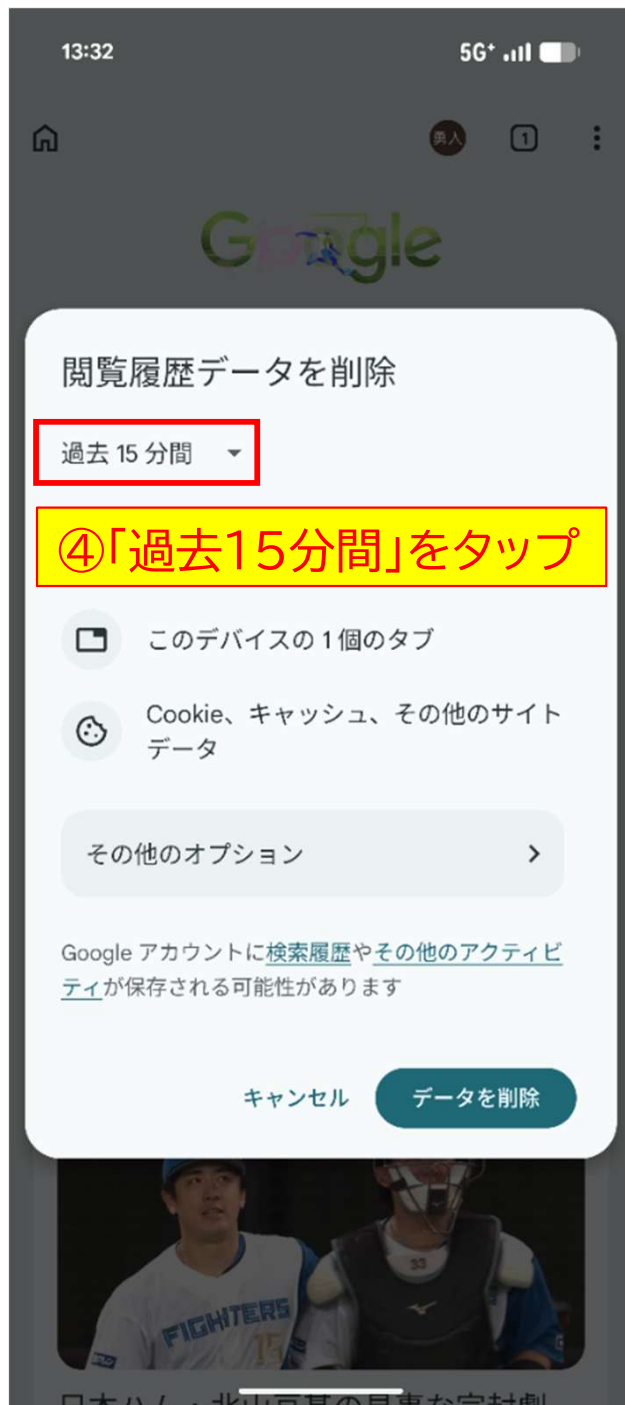 13:32 5G⁺
勇人 1
Google
閲覧履歴データを削除
過去 15 分間
④「過去15分間」をタップ
このデバイスの 1 個のタブ
Cookie、キャッシュ、その他のサイト
データ
その他のオプション
Google アカウントに検索履歴やその他のアクティビ
ティが保存される可能性があります
キャンセル データを削除
33
FIGHTERS
15
日本ハム・北山亘基の見事な完封劇